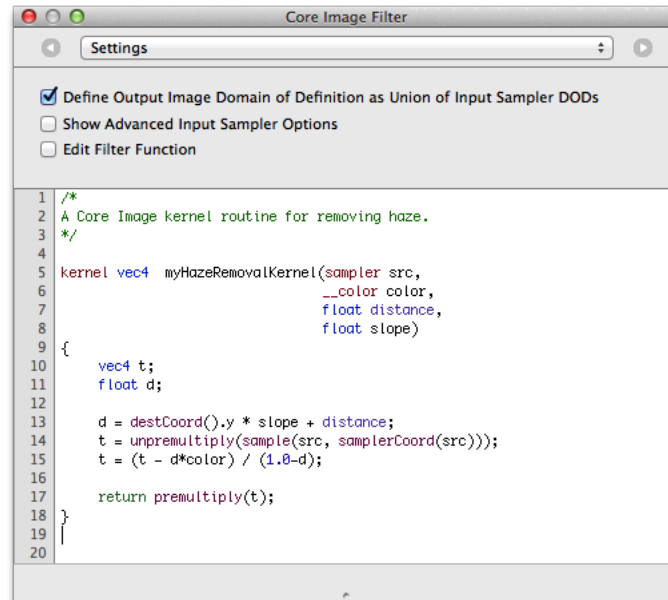 Core Image Filter
Settings
Define Output Image Domain of Definition as Union of Input Sampler DODs
Show Advanced Input Sampler Options
Edit Filter Function
1 /*
2 A Core Image kernel routine for removing haze.
3 */
4
5 kernel vec4  myHazeRemovalKernel(sampler src,
6                                  __color color,
7                                  float distance,
8                                  float slope)
9 {
10     vec4 t;
11     float d;
12
13     d = destCoord().y * slope + distance;
14     t = unpremultiply(sample(src, samplerCoord(src)));
15     t = (t - d*color) / (1.0-d);
16
17     return premultiply(t);
18 }
19
20